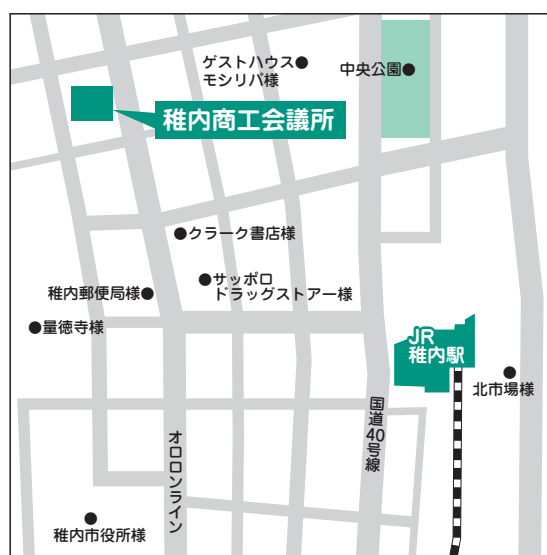 ゲストハウス
モシリパ様
中央公園
稚内商工会議所
クラーク書店様
サッポロ
ドラッグストアー様
稚内郵便局様
量徳寺様
JR
稚内駅
北市場様
国道40号線
オロロンライン
稚内市役所様